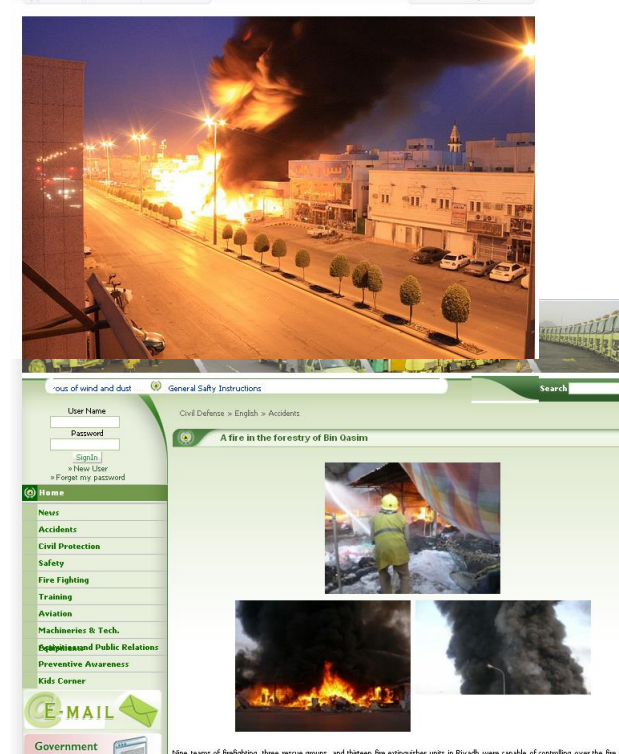 rous of wind and dust
General Safty Instructions
Search
User Name
Password
SignIn
» New User
» Forget my password
Civil Defense » English » Accidents
A fire in the forestry of Bin Qasim
Home
News
Accidents
Civil Protection
Safety
Fire Fighting
Training
Aviation
Machineries & Tech.
and Public Relations
Preventive Awareness
Kids Corner
E-MAIL
Government
Nine teams of firefighting, three rescue groups, and thirteen fire extinguisher units in Riyadh were capable of controlling over the fire